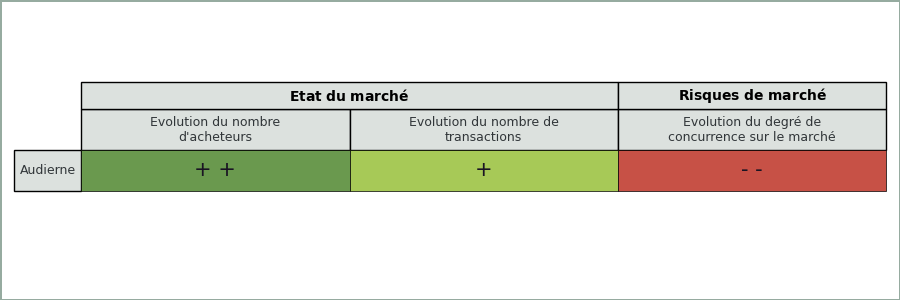 Etat du marché
Risques de marché
Evolution du nombre
d'acheteurs
Evolution du nombre de
transactions
Evolution du degré de
concurrence sur le marché
Audierne
+ +
+
- -